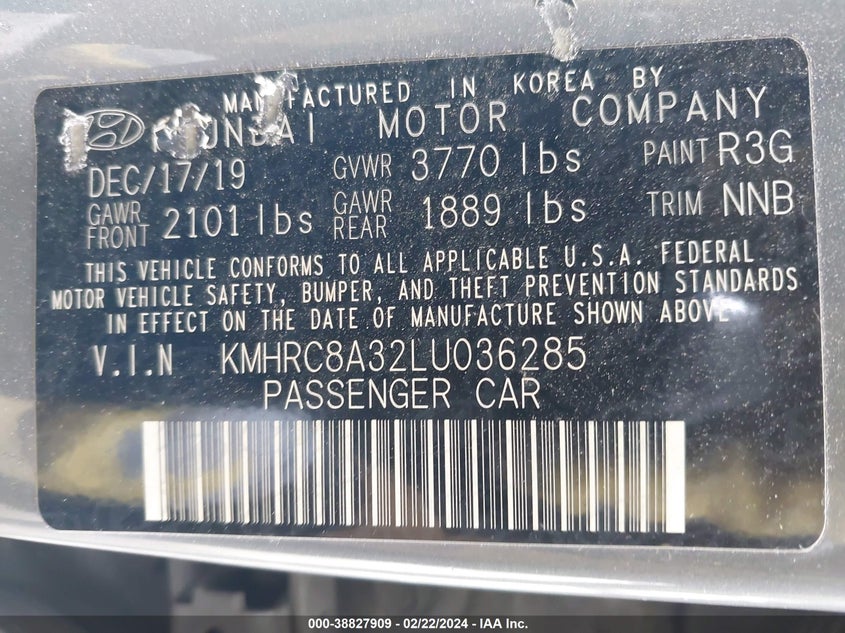 MANUFACTURED IN KOREA BY
HYUNDAI MOTOR COMPANY
DEC/17/19 GVWR 3770 lbs PAINT R3G
GAWR FRONT 2101 lbs GAWR REAR 1889 lbs TRIM NNB
THIS VEHICLE CONFORMS TO ALL APPLICABLE U.S.A. FEDERAL
MOTOR VEHICLE SAFETY, BUMPER, AND THEFT PREVENTION STANDARDS
IN EFFECT ON THE DATE OF MANUFACTURE SHOWN ABOVE
V.I.N KMHRC8A32LU036285
PASSENGER CAR
000-38827909 - 02/22/2024 - IAA Inc.